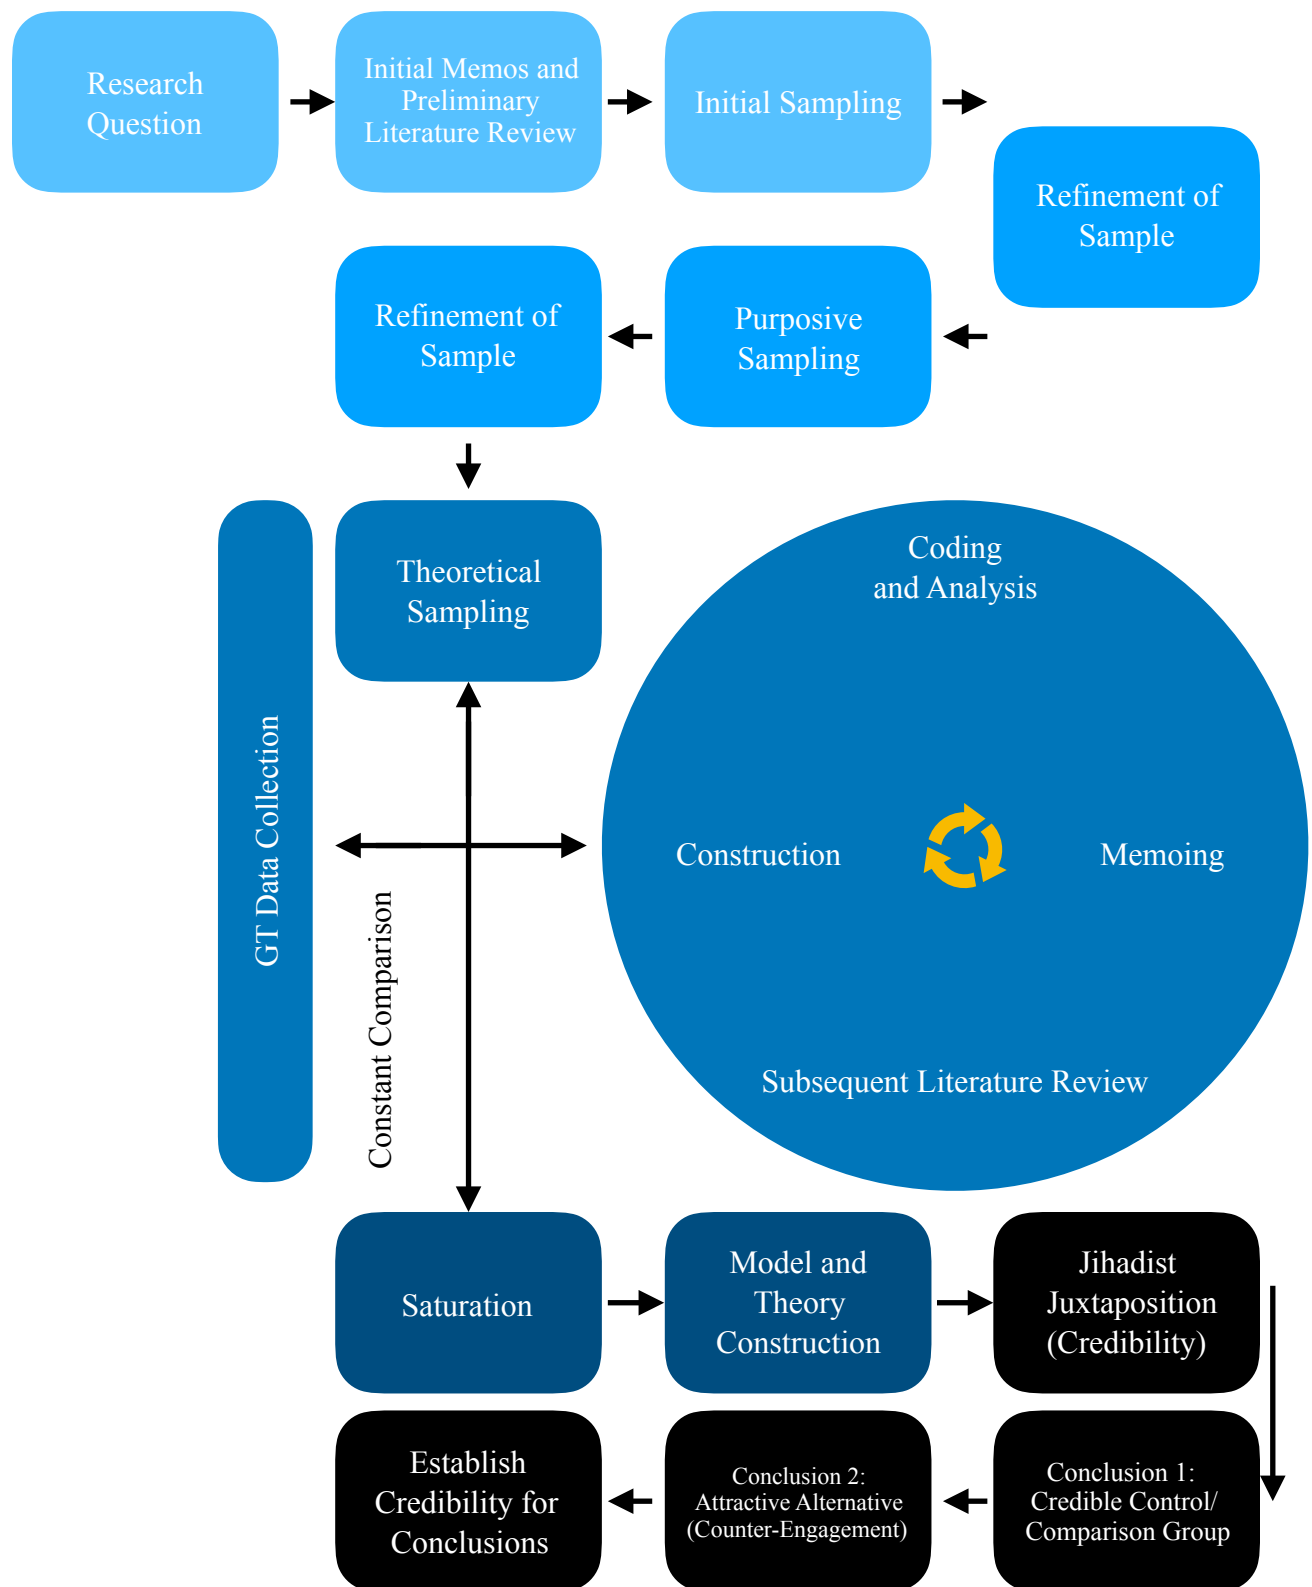 Research
Question
Initial Memos and
Preliminary
Literature Review
Initial Sampling
Refinement of
Sample
Purposive
Sampling
Refinement of
Sample
Theoretical
Sampling
GT Data Collection
Constant Comparison
Coding
and Analysis
Construction
Memoing
Subsequent Literature Review
Saturation
Model and
Theory
Construction
Jihadist
Juxtaposition
(Credibility)
Conclusion 1:
Credible Control/
Comparison Group
Conclusion 2:
Attractive Alternative
(Counter-Engagement)
Establish
Credibility for
Conclusions